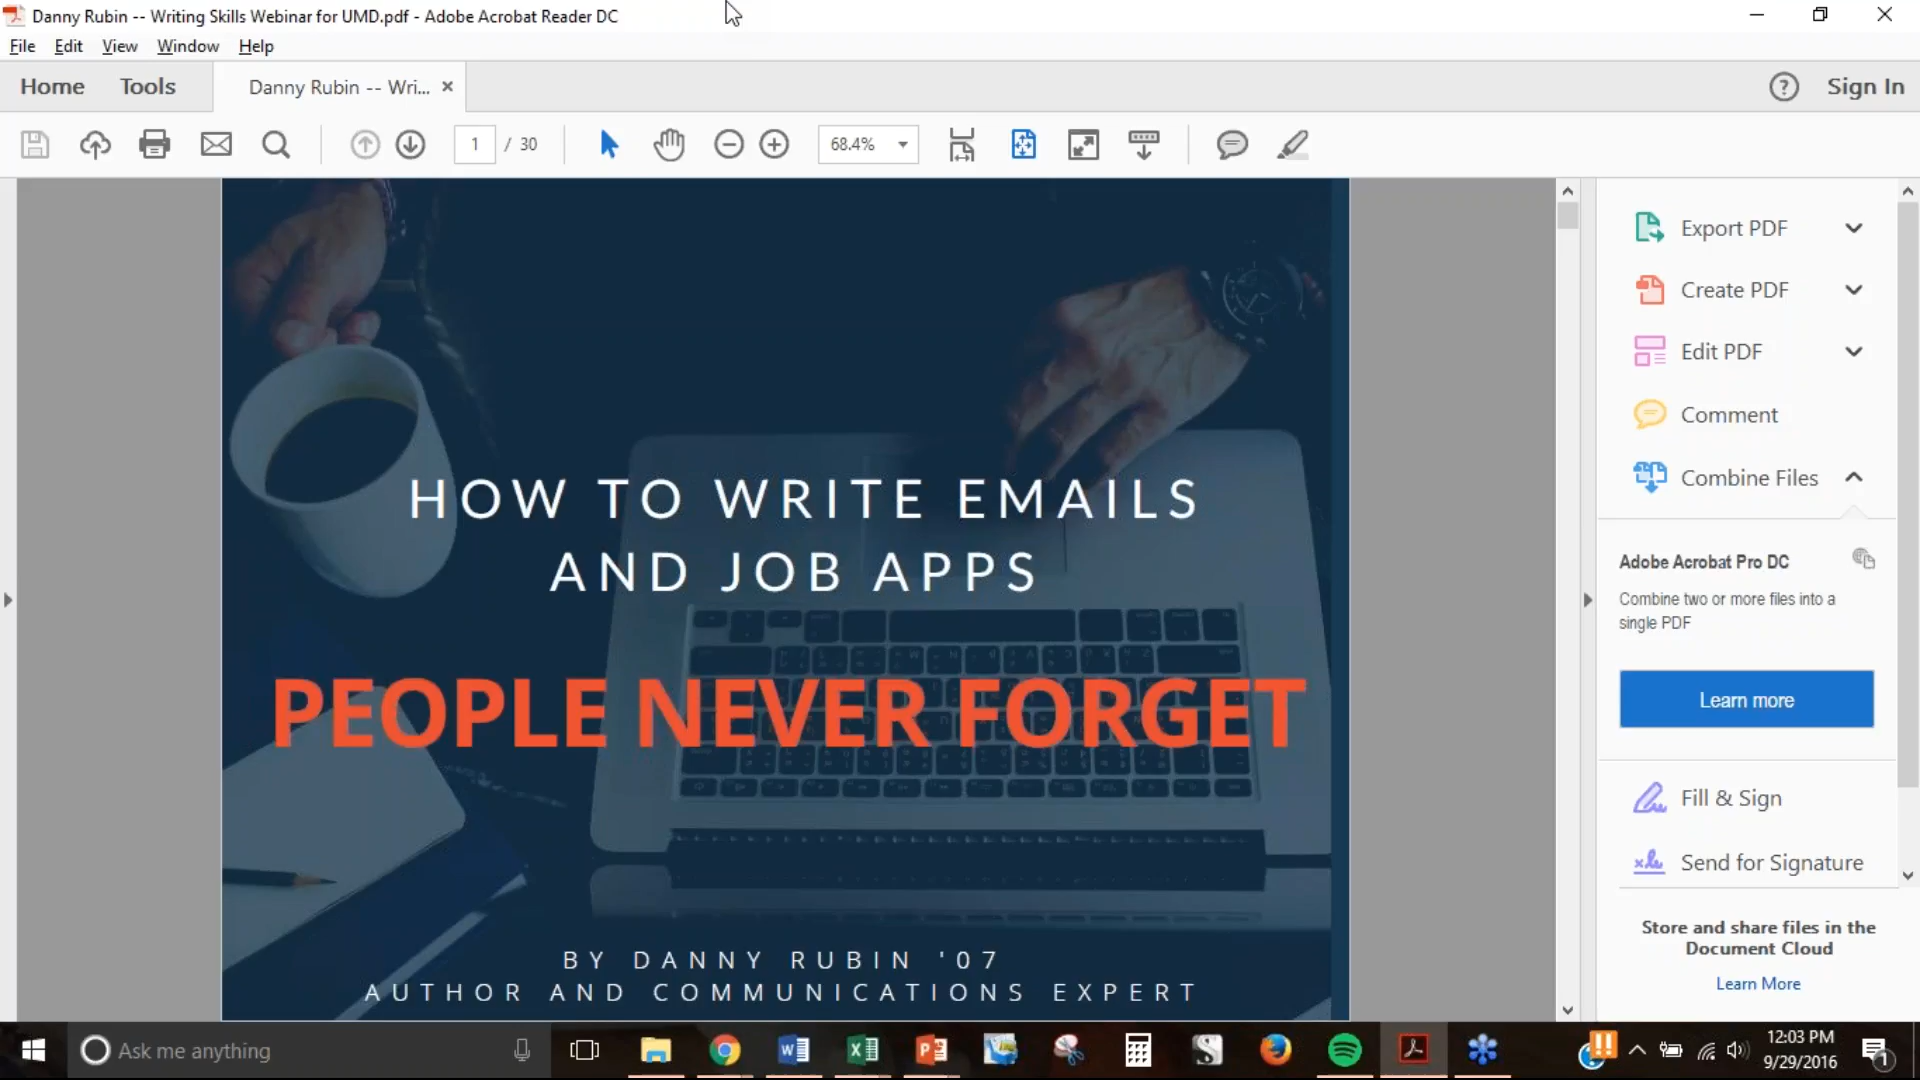 Danny Rubin -- Writing Skills Webinar for UMD.pdf - Adobe Acrobat Reader DC
File Edit View Window Help
Home Tools Danny Rubin -- Wri... Sign In
1 / 30 68.4%
HOW TO WRITE EMAILS
AND JOB APPS
PEOPLE NEVER FORGET
BY DANNY RUBIN '07
AUTHOR AND COMMUNICATIONS EXPERT
Export PDF
Create PDF
Edit PDF
Comment
Combine Files
Adobe Acrobat Pro DC
Combine two or more files into a
single PDF
Learn more
Fill & Sign
Send for Signature
Store and share files in the
Document Cloud
Learn More
Ask me anything
12:03 PM
9/29/2016
1